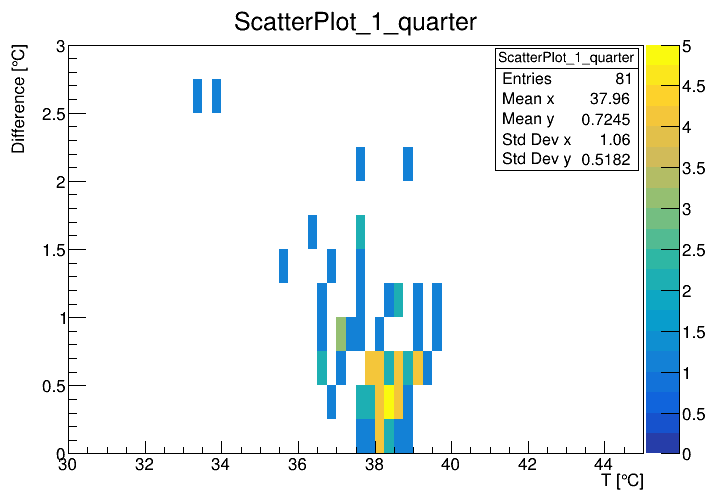 ScatterPlot_1_quarter
Difference [°C]
3
2.5
2
1.5
1
0.5
0
ScatterPlot_1_quarter
Entries 81
Mean x 37.96
Mean y 0.7245
Std Dev x 1.06
Std Dev y 0.5182
5
4.5
4
3.5
3
2.5
2
1.5
1
0.5
0
30 32 34 36 38 40 42 44
T [°C]